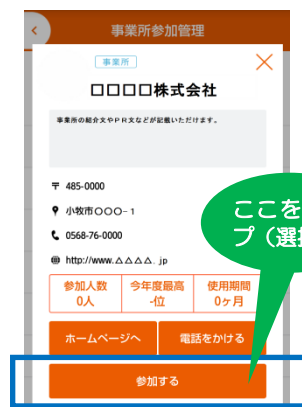 事業所参加管理
事業所
□□□□株式会社
事業所の紹介文やPR文などが記載いただけます。
〒 485-0000
小牧市○○○-1
0568-76-0000
http://www.△△△△.jp
参加人数 今年度最高 使用期間
0人 -位 0ヶ月
ここを
プ（選
ホームページへ 電話をかける
参加する